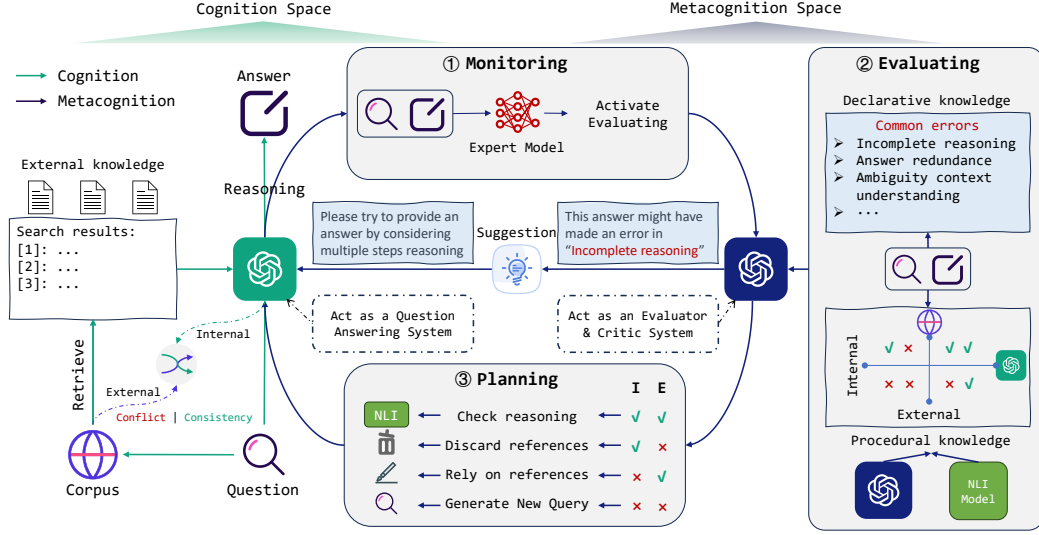 Cognition Space
Metacognition Space
Cognition
Metacognition
Answer
External knowledge
Search results:
[1]: ...
[2]: ...
[3]: ...
Reasoning
Retrieve
Internal
External
Conflict | Consistency
Corpus
Question
① Monitoring
Expert Model
Activate
Evaluating
Please try to provide an
answer by considering
multiple steps reasoning
Suggestion
This answer might have
made an error in
“Incomplete reasoning”
Act as a Question
Answering System
Act as an Evaluator
& Critic System
③ Planning
I E
NLI Check reasoning √ √
Discard references √ ×
Rely on references × √
Generate New Query × ×
② Evaluating
Declarative knowledge
Common errors
➢ Incomplete reasoning
➢ Answer redundance
➢ Ambiguity context
understanding
➢ ...
Internal
√ × √ √
× × × √
External
Procedural knowledge
NLI
Model